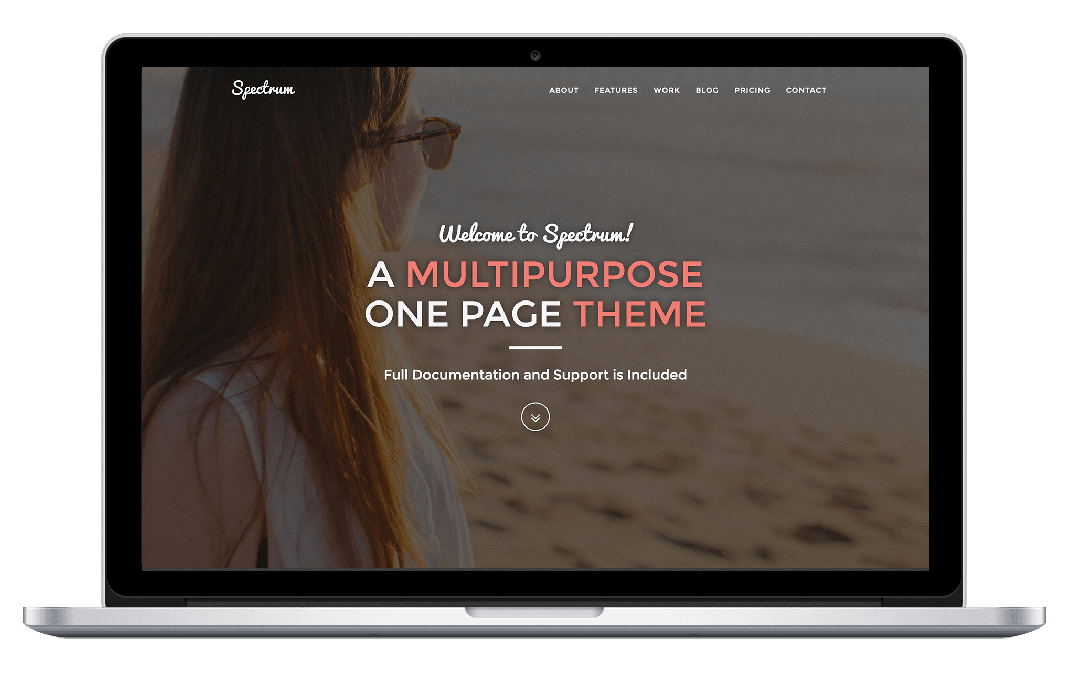 Spectrum
ABOUT FEATURES WORK BLOG PRICING CONTACT
Welcome to Spectrum!
A MULTIPURPOSE
ONE PAGE THEME
Full Documentation and Support is Included